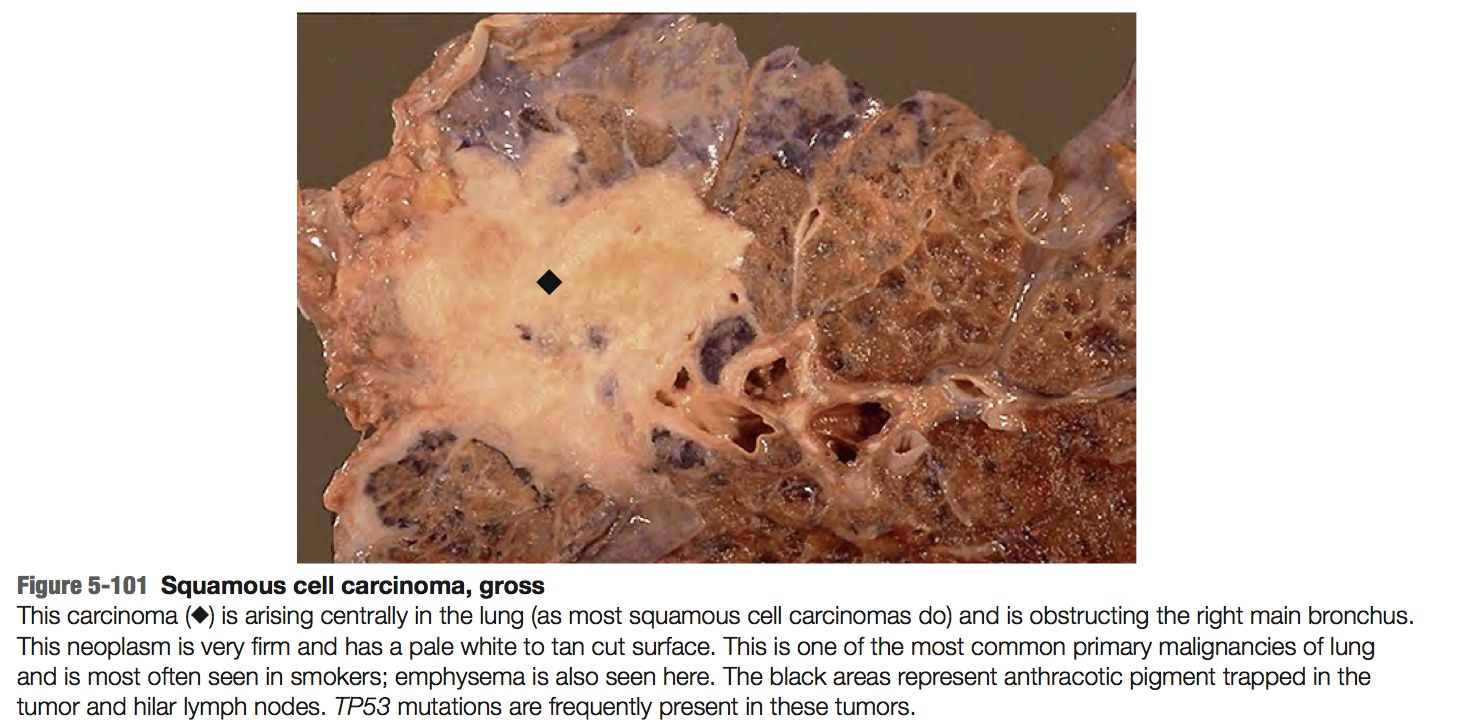 Figure 5-101 Squamous cell carcinoma, gross
This carcinoma (◆) is arising centrally in the lung (as most squamous cell carcinomas do) and is obstructing the right main bronchus.
This neoplasm is very firm and has a pale white to tan cut surface. This is one of the most common primary malignancies of lung
and is most often seen in smokers; emphysema is also seen here. The black areas represent anthracotic pigment trapped in the
tumor and hilar lymph nodes. TP53 mutations are frequently present in these tumors.